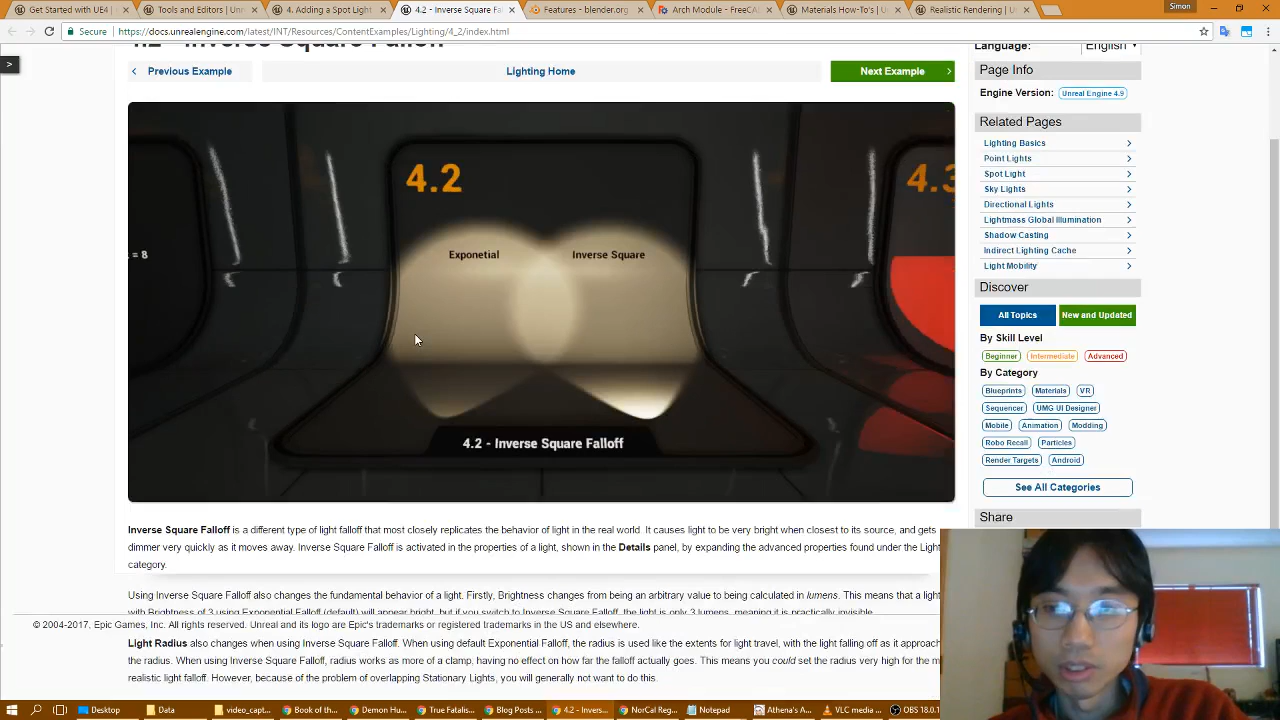 Simon
Get Started with UE4 |
Tools and Editors | Un
4. Adding a Spot Light
4.2 - Inverse Square Fa
Features - blender.org
Arch Module - FreeCA
Materials How-To's | U
Realistic Rendering | U
Secure | https://docs.unrealengine.com/latest/INT/Resources/ContentExamples/Lighting/4_2/index.html
4.2 - Inverse Square Falloff
Language: English
>
Previous Example
Lighting Home
Next Example
Page Info
Engine Version: Unreal Engine 4.9
Related Pages
Lighting Basics
Point Lights
Spot Light
Sky Lights
Directional Lights
Lightmass Global Illumination
Shadow Casting
Indirect Lighting Cache
Light Mobility
4.2
4.3
Exponetial
Inverse Square
= 8
4.2 - Inverse Square Falloff
Discover
All Topics
New and Updated
By Skill Level
Beginner
Intermediate
Advanced
By Category
Blueprints
Materials
VR
Sequencer
UMG UI Designer
Mobile
Animation
Modding
Robo Recall
Particles
Render Targets
Android
See All Categories
Share
Inverse Square Falloff is a different type of light falloff that most closely replicates the behavior of light in the real world. It causes light to be very bright when closest to its source, and gets
dimmer very quickly as it moves away. Inverse Square Falloff is activated in the properties of a light, shown in the Details panel, by expanding the advanced properties found under the Light
category.
Using Inverse Square Falloff also changes the fundamental behavior of a light. Firstly, Brightness changes from being an arbitrary value to being calculated in lumens. This means that a light
with Brightness of 3 using Exponential Falloff (default) will appear bright, but if you switch to Inverse Square Falloff, the light is only 3 lumens, meaning it is practically invisible.
© 2004-2017, Epic Games, Inc. All rights reserved. Unreal and its logo are Epic's trademarks or registered trademarks in the US and elsewhere.
Light Radius also changes when using Inverse Square Falloff. When using default Exponential Falloff, the radius is used like the extents for light travel, with the light falling off as it approach
the radius. When using Inverse Square Falloff, radius works as more of a clamp, having no effect on how far the falloff actually goes. This means you could set the radius very high for the m
realistic light falloff. However, because of the problem of overlapping Stationary Lights, you will generally not want to do this.
Desktop
Data
video_capt
Book of the
Demon Hu
True Fatalis
Blog Posts
4.2 - Invers
NorCal Reg
Notepad
Athena's A
VLC media
OBS 18.0.1